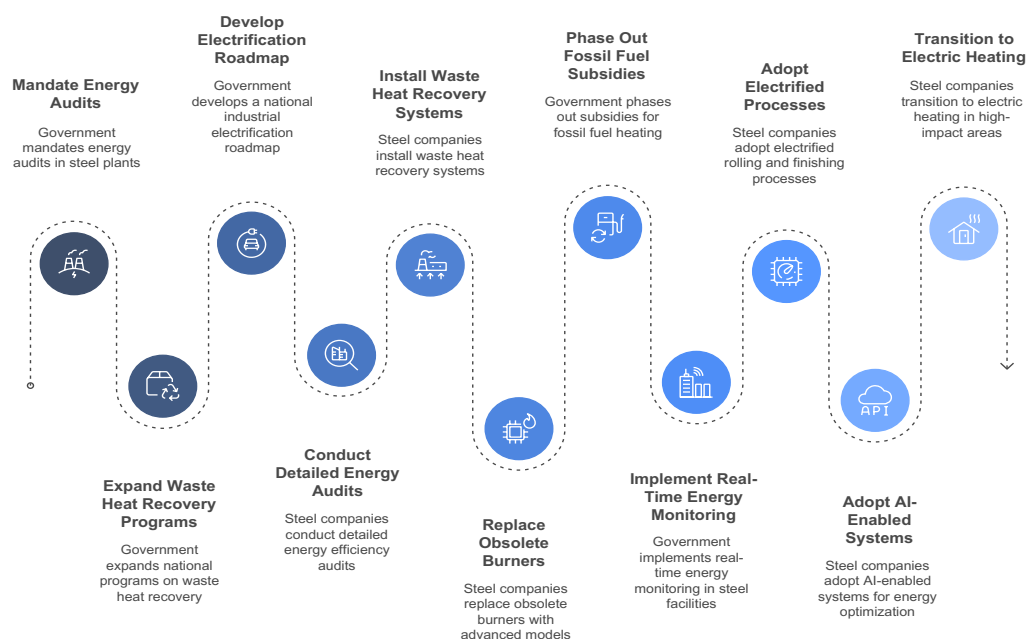 Mandate Energy
Audits
Government
mandates energy
audits in steel plants
Expand Waste
Heat Recovery
Programs
Government
expands national
programs on waste
heat recovery
Develop
Electrification
Roadmap
Government
develops a national
industrial
electrification
roadmap
Conduct
Detailed Energy
Audits
Steel companies
conduct detailed
energy efficiency
audits
Install Waste
Heat Recovery
Systems
Steel companies
install waste heat
recovery systems
Replace
Obsolete
Burners
Steel companies
replace obsolete
burners with
advanced models
Phase Out
Fossil Fuel
Subsidies
Government phases
out subsidies for
fossil fuel heating
Implement Real-
Time Energy
Monitoring
Government
implements real-
time energy
monitoring in steel
facilities
Adopt
Electrified
Processes
Steel companies
adopt electrified
rolling and finishing
processes
API
Adopt AI-
Enabled
Systems
Steel companies
adopt AI-enabled
systems for energy
optimization
Transition to
Electric Heating
Steel companies
transition to electric
heating in high-
impact areas